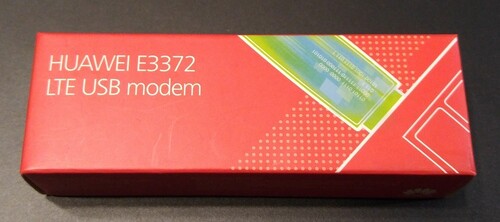 HUAWEI E3372
LTE USB modem